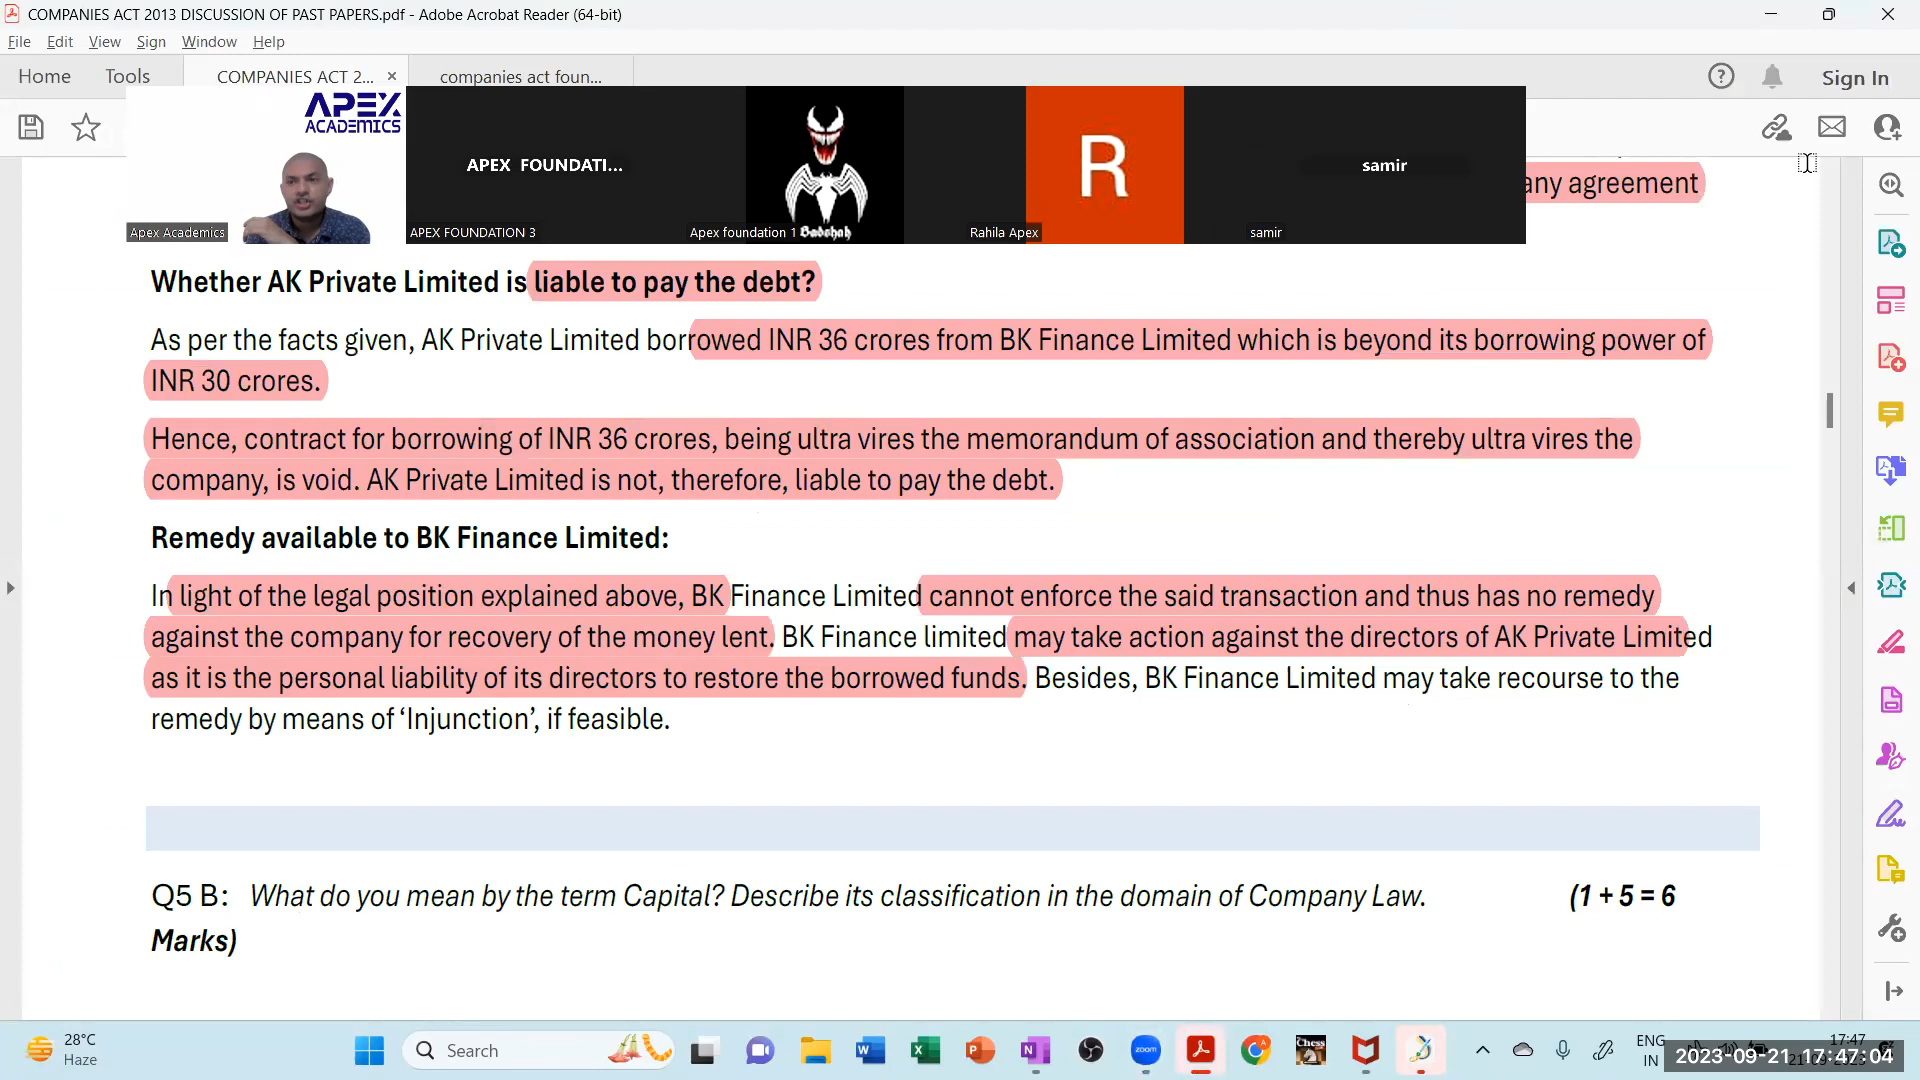 COMPANIES ACT 2013 DISCUSSION OF PAST PAPERS.pdf - Adobe Acrobat Reader (64-bit)
File Edit View Sign Window Help
Home Tools COMPANIES ACT 2... × companies act foun... Sign In
APEX
ACADEMICS
APEX FOUNDATI...
R
samir
Apex Academics
APEX FOUNDATION 3
Apex foundation 1
Badshah
Rahila Apex
samir
any agreement
Whether AK Private Limited is liable to pay the debt?
As per the facts given, AK Private Limited borrowed INR 36 crores from BK Finance Limited which is beyond its borrowing power of
INR 30 crores.
Hence, contract for borrowing of INR 36 crores, being ultra vires the memorandum of association and thereby ultra vires the
company, is void. AK Private Limited is not, therefore, liable to pay the debt.
Remedy available to BK Finance Limited:
In light of the legal position explained above, BK Finance Limited cannot enforce the said transaction and thus has no remedy
against the company for recovery of the money lent. BK Finance limited may take action against the directors of AK Private Limited
as it is the personal liability of its directors to restore the borrowed funds. Besides, BK Finance Limited may take recourse to the
remedy by means of ‘Injunction’, if feasible.
Q5 B: What do you mean by the term Capital? Describe its classification in the domain of Company Law. (1 + 5 = 6
Marks)
28°C
Haze
Search
zoom
Chess
ENG
IN
17:47
2023-09-21 17:47:04